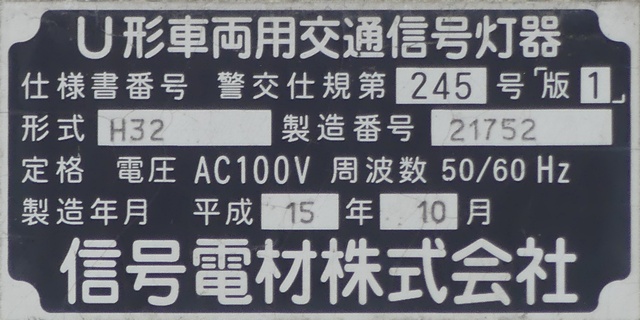 U形車両用交通信号灯器
仕様書番号 警交仕規第 245 号「版 1」
形式 H32 製造番号 21752
定格 電圧 AC100V 周波数 50/60 Hz
製造年月 平成 15 年 10 月
信号電材株式会社